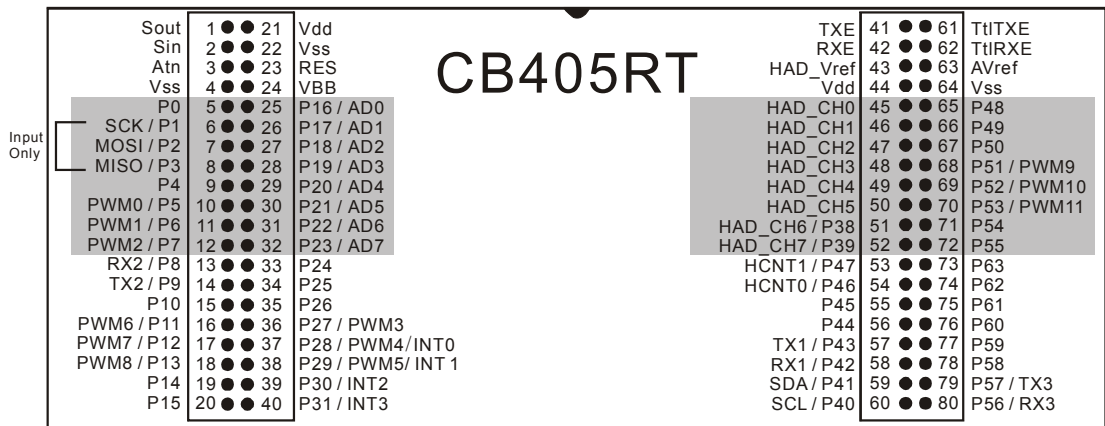 CB405RT
Sout 1 21 Vdd
Sin 2 22 Vss
Atn 3 23 RES
Vss 4 24 VBB
P0 5 25 P16 / AD0
Input Only
SCK / P1 6 26 P17 / AD1
MOSI / P2 7 27 P18 / AD2
MISO / P3 8 28 P19 / AD3
P4 9 29 P20 / AD4
PWM0 / P5 10 30 P21 / AD5
PWM1 / P6 11 31 P22 / AD6
PWM2 / P7 12 32 P23 / AD7
RX2 / P8 13 33 P24
TX2 / P9 14 34 P25
P10 15 35 P26
PWM6 / P11 16 36 P27 / PWM3
PWM7 / P12 17 37 P28 / PWM4/INT0
PWM8 / P13 18 38 P29 / PWM5/ INT 1
P14 19 39 P30 / INT2
P15 20 40 P31 / INT3
TXE 41 61 TtlTXE
RXE 42 62 TtlRXE
HAD_Vref 43 63 AVref
Vdd 44 64 Vss
HAD_CH0 45 65 P48
HAD_CH1 46 66 P49
HAD_CH2 47 67 P50
HAD_CH3 48 68 P51 / PWM9
HAD_CH4 49 69 P52 / PWM10
HAD_CH5 50 70 P53 / PWM11
HAD_CH6 / P38 51 71 P54
HAD_CH7 / P39 52 72 P55
HCNT1 / P47 53 73 P63
HCNT0 / P46 54 74 P62
P45 55 75 P61
P44 56 76 P60
TX1 / P43 57 77 P59
RX1 / P42 58 78 P58
SDA / P41 59 79 P57 / TX3
SCL / P40 60 80 P56 / RX3